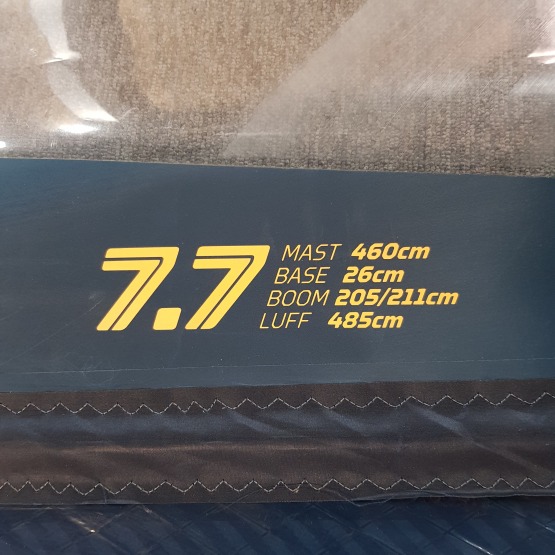 7.7
MAST 460cm
BASE 26cm
BOOM 205/211cm
LUFF 485cm